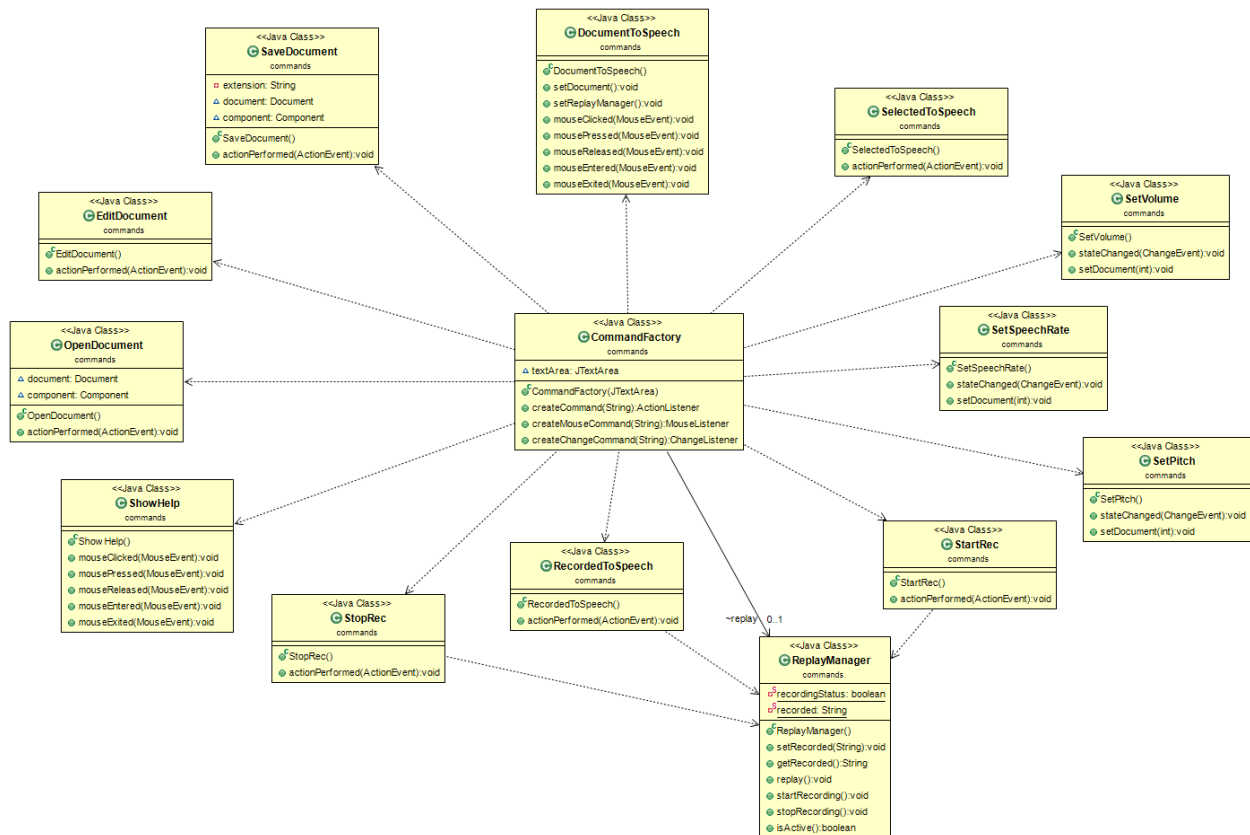 <<Java Class>>
SaveDocument
commands
extension: String
document: Document
component: Component
SaveDocument()
actionPerformed(ActionEvent):void
<<Java Class>>
DocumentToSpeech
commands
DocumentToSpeech()
setDocument():void
setReplayManager():void
mouseClicked(MouseEvent):void
mousePressed(MouseEvent):void
mouseReleased(MouseEvent):void
mouseEntered(MouseEvent):void
mouseExited(MouseEvent):void
<<Java Class>>
SelectedToSpeech
commands
SelectedToSpeech()
actionPerformed(ActionEvent):void
<<Java Class>>
EditDocument
commands
EditDocument()
actionPerformed(ActionEvent):void
<<Java Class>>
SetVolume
commands
SetVolume()
stateChanged(ChangeEvent):void
setDocument(int):void
<<Java Class>>
OpenDocument
commands
document: Document
component: Component
OpenDocument()
actionPerformed(ActionEvent):void
<<Java Class>>
CommandFactory
commands
textArea: JTextArea
CommandFactory(JTextArea)
createCommand(String):ActionListener
createMouseCommand(String):MouseListener
createChangeCommand(String):ChangeListener
<<Java Class>>
SetSpeechRate
commands
SetSpeechRate()
stateChanged(ChangeEvent):void
setDocument(int):void
<<Java Class>>
SetPitch
commands
SetPitch()
stateChanged(ChangeEvent):void
setDocument(int):void
<<Java Class>>
ShowHelp
commands
ShowHelp()
mouseClicked(MouseEvent):void
mousePressed(MouseEvent):void
mouseReleased(MouseEvent):void
mouseEntered(MouseEvent):void
mouseExited(MouseEvent):void
<<Java Class>>
StopRec
commands
StopRec()
actionPerformed(ActionEvent):void
<<Java Class>>
RecordedToSpeech
commands
RecordedToSpeech()
actionPerformed(ActionEvent):void
<<Java Class>>
StartRec
commands
StartRec()
actionPerformed(ActionEvent):void
~replay 0..1
<<Java Class>>
ReplayManager
commands
recordingStatus: boolean
recorded: String
ReplayManager()
setRecorded(String):void
getRecorded():String
replay():void
startRecording():void
stopRecording():void
isActive():boolean